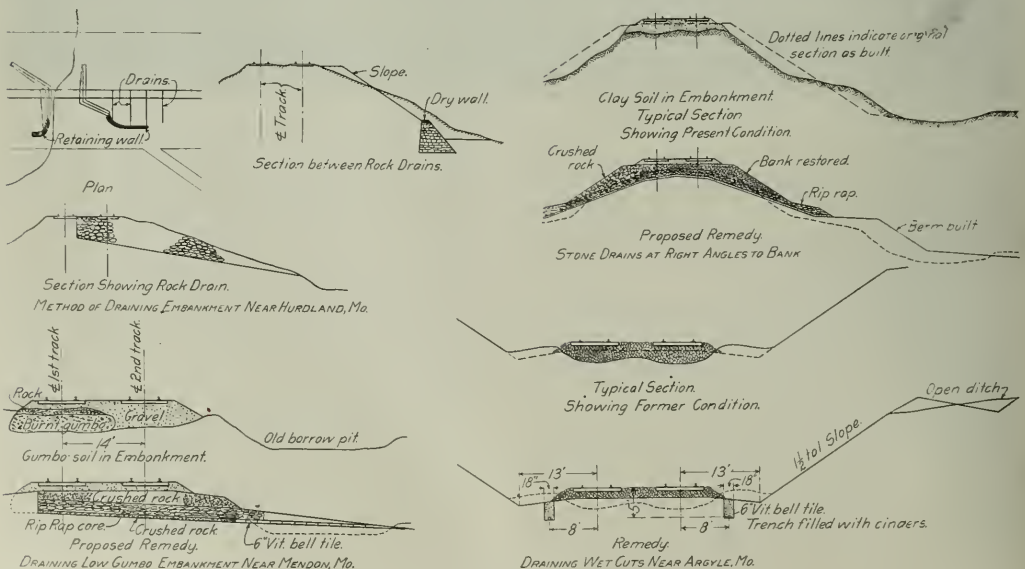 Drains.
Retaining wall.
Plan
Slope.
℄ Track
Dry wall.
Section between Rock Drains.
Section Showing Rock Drain.
METHOD OF DRAINING EMBANKMENT NEAR HURDLAND, MO.
Dotted lines indicate original
section as built.
Clay Soil in Embankment.
Typical Section
Showing Present Condition.
Crushed
rock
Bank restored.
Rip rap.
Berm built
Proposed Remedy.
STONE DRAINS AT RIGHT ANGLES TO BANK
℄ 1st track
℄ 2nd track
Rock
Burnt gumbo
Gravel
14'
Old borrow pit.
Gumbo soil in Embankment.
Crushed rock
Rip Rap core.
Crushed rock.
6" Vit. bell tile.
Proposed Remedy.
DRAINING LOW GUMBO EMBANKMENT NEAR MENDON, MO.
Typical Section.
Showing Former Condition.
Open ditch
1½ to 1 Slope.
13'
13'
18"
18"
5'
8'
8'
6" Vit. bell tile.
Trench filled with cinders.
Remedy.
DRAINING WET CUTS NEAR ARGYLE, MO.